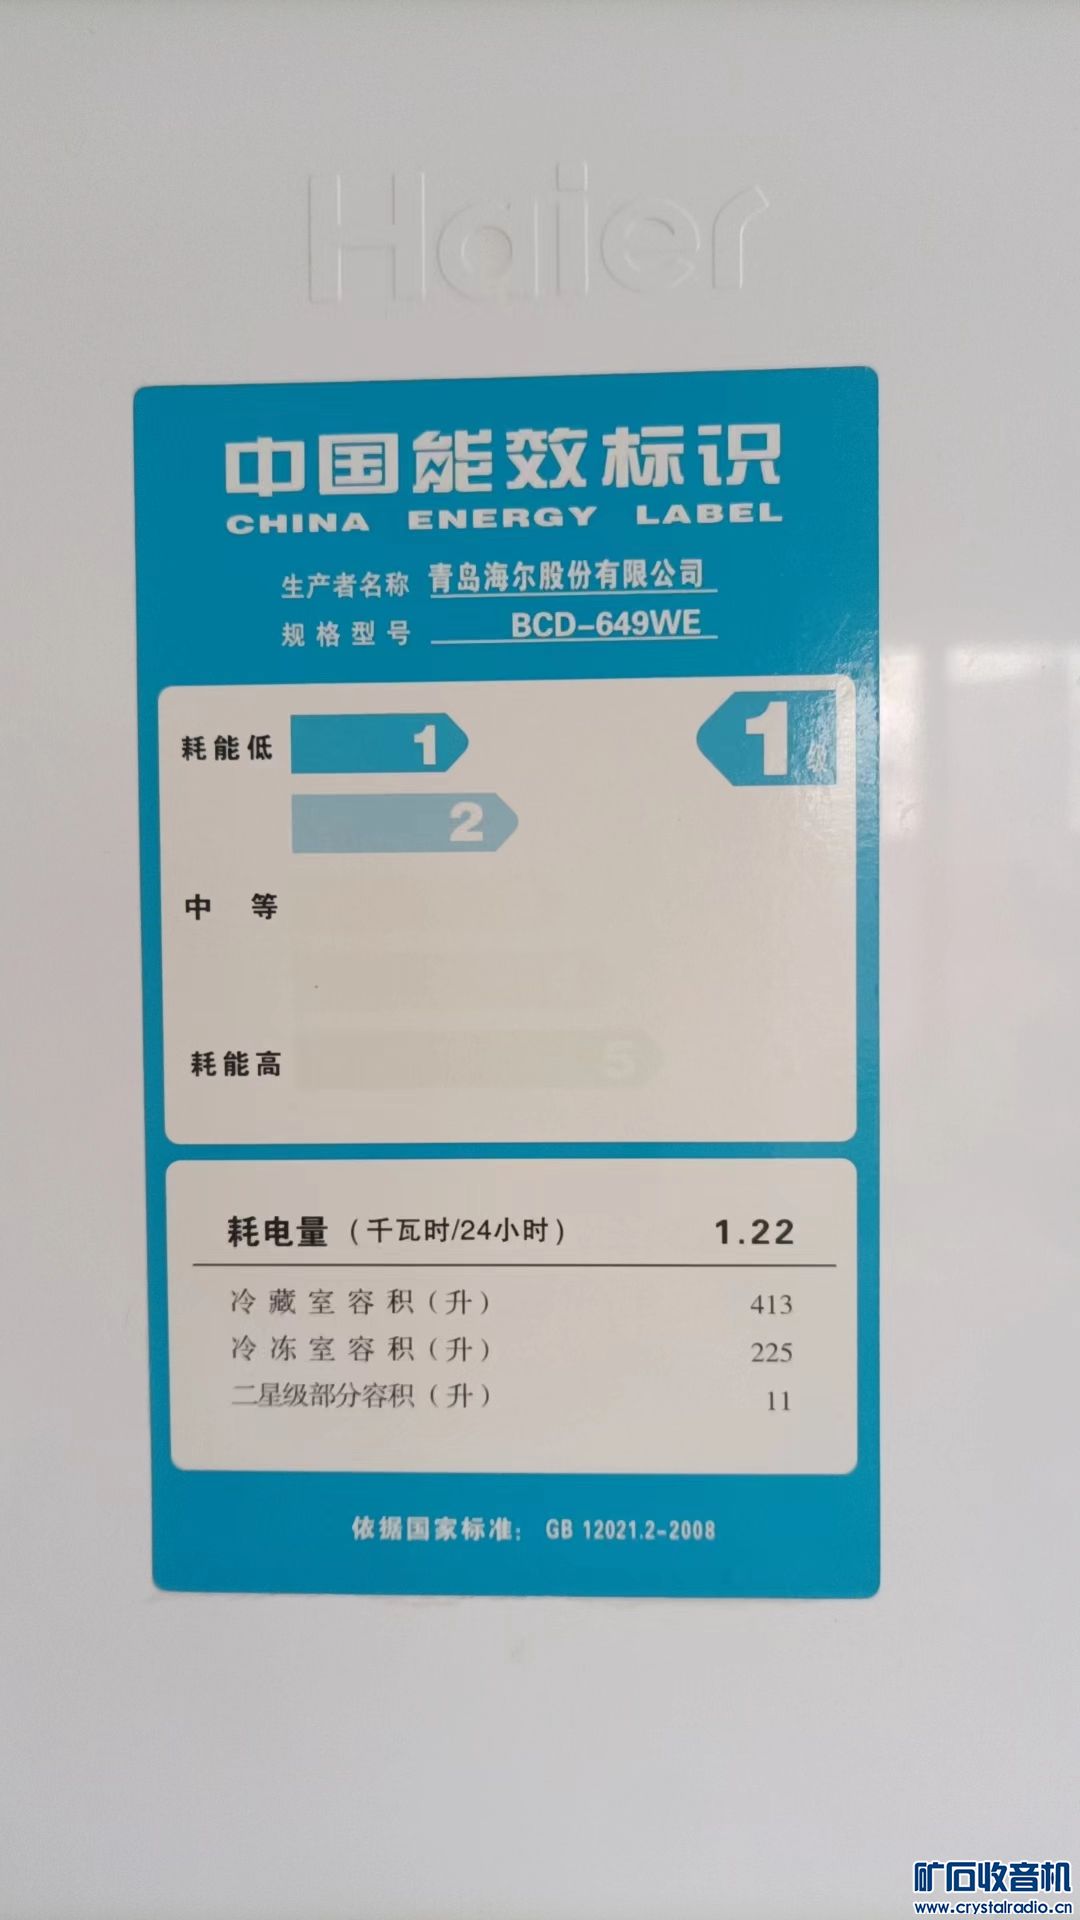 Haier
中国能效标识
CHINA ENERGY LABEL
生产者名称 青岛海尔股份有限公司
规格型号 BCD-649WE
耗能低 1 1级
2
中 等
耗能高 5
耗电量(千瓦时/24小时) 1.22
冷藏室容积(升) 413
冷冻室容积(升) 225
二星级部分容积(升) 11
依据国家标准: GB 12021.2-2008
矿石收音机
www.crystalradio.cn